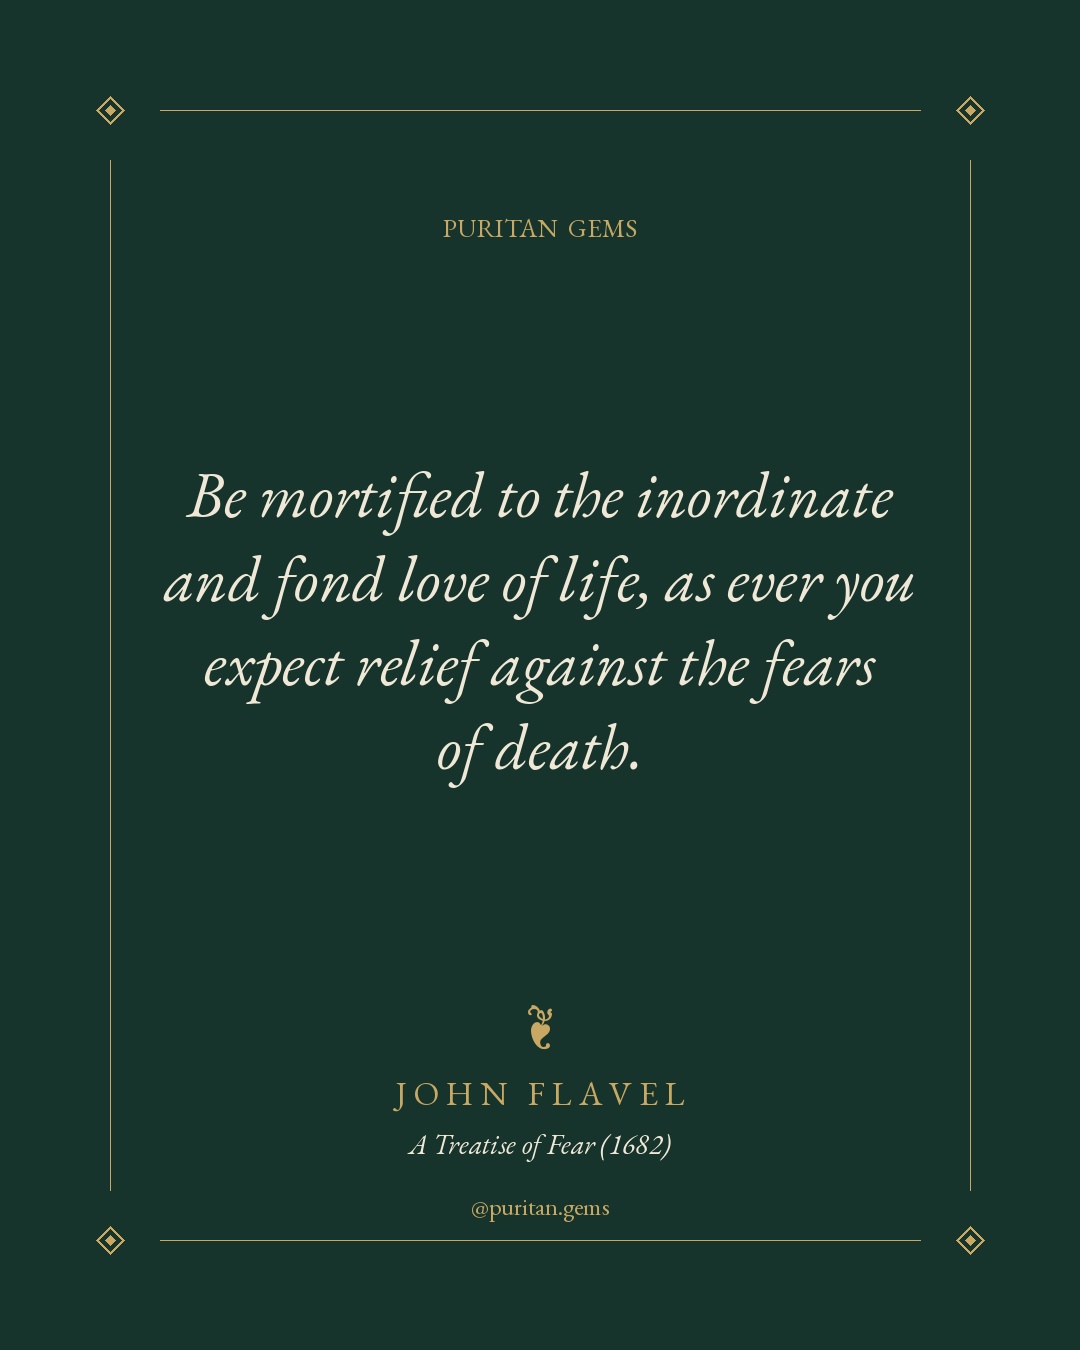 PURITAN GEMS
Be mortified to the inordinate
and fond love of life, as ever you
expect relief against the fears
of death.
JOHN FLAVEL
A Treatise of Fear (1682)
@puritan.gems